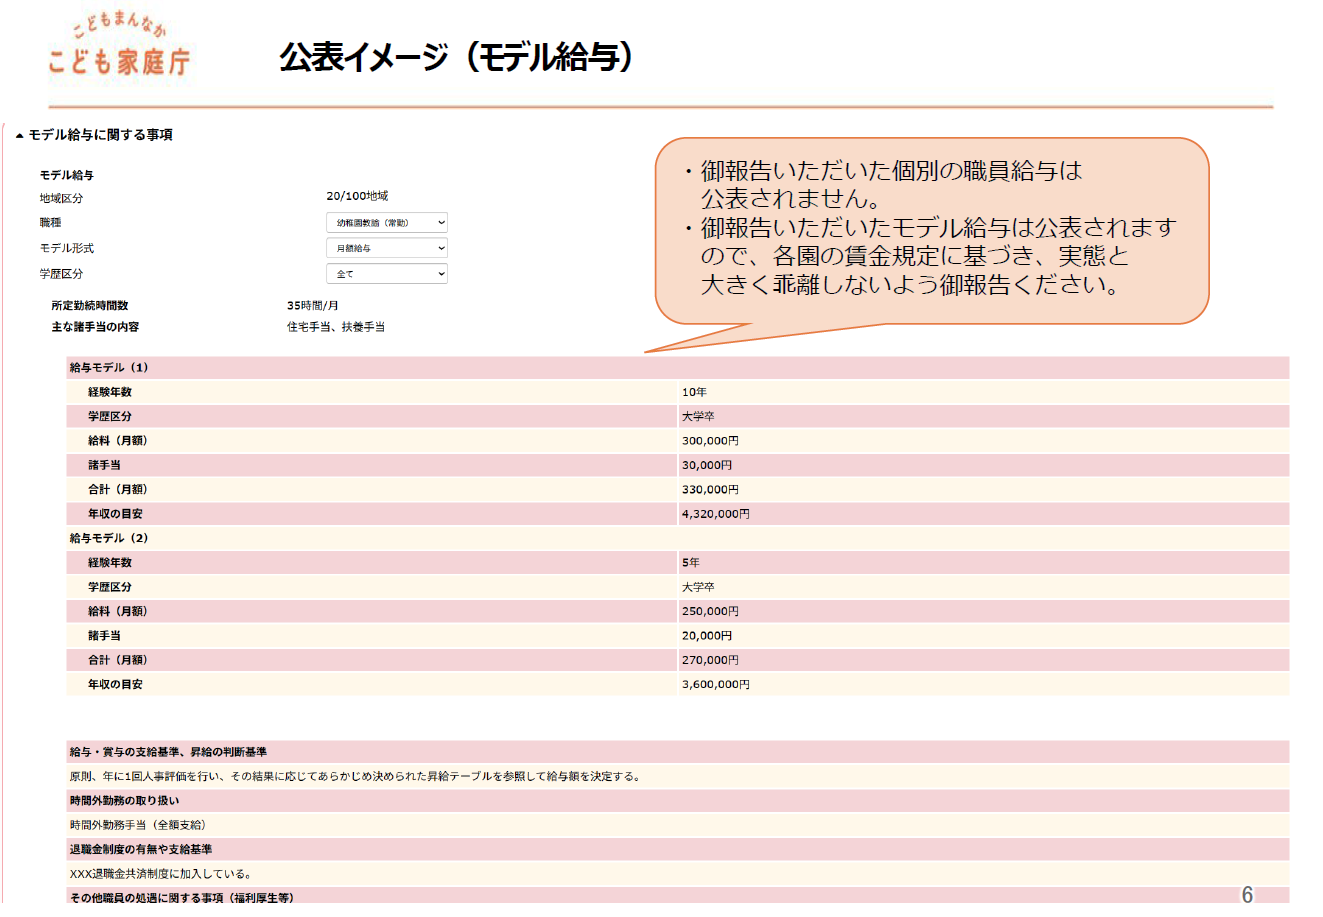 こどもまんなか
こども家庭庁
公表イメージ（モデル給与）
▲ モデル給与に関する事項
モデル給与
地域区分 20/100地域
職種 幼稚園教諭（常勤）
モデル形式 月額給与
学歴区分 全て
所定勤続時間数 35時間/月
主な諸手当の内容 住宅手当、扶養手当
・御報告いただいた個別の職員給与は
公表されません。
・御報告いただいたモデル給与は公表されます
ので、各園の賃金規定に基づき、実態と
大きく乖離しないよう御報告ください。
給与モデル（1）
経験年数 10年
学歴区分 大学卒
給料（月額） 300,000円
諸手当 30,000円
合計（月額） 330,000円
年収の目安 4,320,000円
給与モデル（2）
経験年数 5年
学歴区分 大学卒
給料（月額） 250,000円
諸手当 20,000円
合計（月額） 270,000円
年収の目安 3,600,000円
給与・賞与の支給基準、昇給の判断基準
原則、年に1回人事評価を行い、その結果に応じてあらかじめ決められた昇給テーブルを参照して給与額を決定する。
時間外勤務の取り扱い
時間外勤務手当（全額支給）
退職金制度の有無や支給基準
XXX退職金共済制度に加入している。
その他職員の処遇に関する事項（福利厚生等）
6